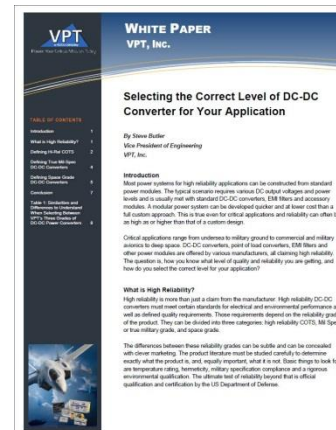 VPT
WHITE PAPER
VPT, INC.
TABLE OF CONTENTS
Introduction 1
What is High Reliability? 1
Defining Hi-Rel COTS 2
Defining True Mil-Spec
DC-DC Converters
Defining Space Grade
DC-DC Converters
Conclusion 7
Table 1: Similarities and
Differences to Understand
When Selecting Between
VPT's Three Grades of
DC-DC Power Converters 8
Selecting the Correct Level of DC-DC
Converter for Your Application
By Steve Butler
Vice President of Engineering
VPT, Inc.
Introduction
Most power systems for high reliability applications can be constructed from standard
power modules. The typical scenario requires various DC output voltages and power
levels and is usually met with standard DC-DC converters, EMI filters and accessory
modules. A modular power system can be designed quicker and at lower cost than a
full custom approach. This is true even for critical applications and reliability can often b
as high as or higher than that of a custom design.
Critical applications range from undersea to military ground to commercial and military
avionics to deep space. DC-DC converters, point of load converters, EMI filters and
other power modules are offered by various manufacturers, all claiming high reliability.
The question is, how you know what level of quality and reliability you are getting, and
how do you select the correct level for your application?
What is High Reliability?
High reliability is more than just a claim from the manufacturer. High reliability DC-DC
converters must meet certain standards for electrical and environmental performance a
well as defined quality requirements. Those requirements depend on the reliability grad
of the product. They can be divided into three categories: high reliability COTS, Mil Spe
or true military grade, and space grade.
The differences between these reliability grades can be subtle and can be concealed
with clever marketing. The product literature must be studied carefully to determine
exactly what the product is, and, equally important, what it is not. Basic things to look fo
are temperature rating, hermeticity, military specification compliance and a rigorous
environmental qualification. The ultimate test of reliability beyond that is official
qualification and certification by the US Department of Defense.